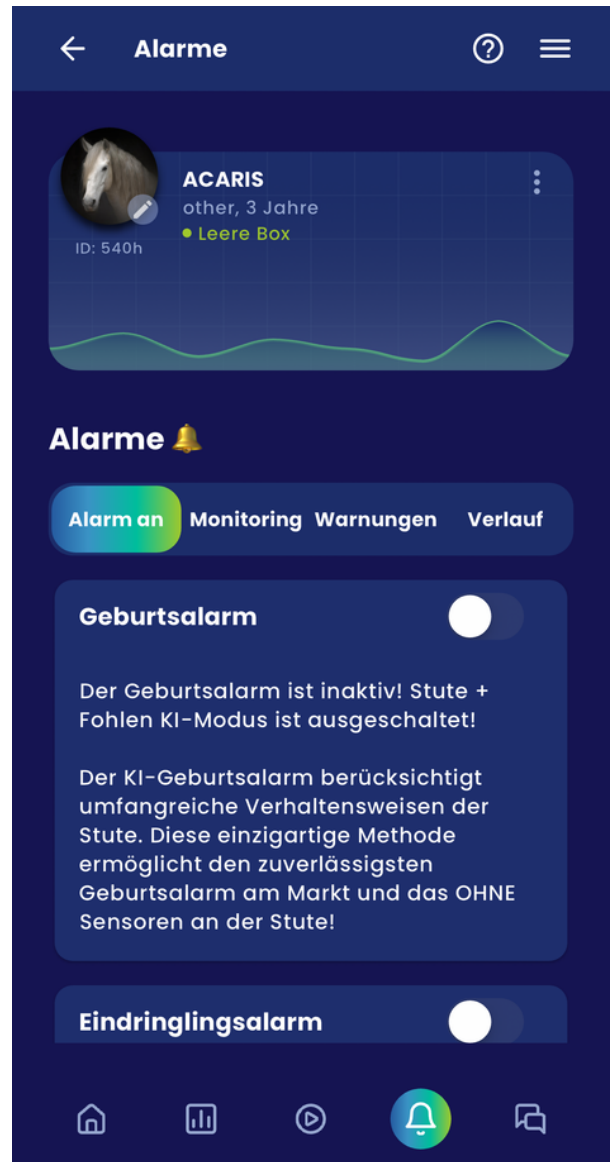 Alarme
ACARIS
other, 3 Jahre
Leere Box
ID: 540h
Alarme
Alarm an Monitoring Warnungen Verlauf
Geburtsalarm
Der Geburtsalarm ist inaktiv! Stute +
Fohlen KI-Modus ist ausgeschaltet!
Der KI-Geburtsalarm berücksichtigt
umfangreiche Verhaltensweisen der
Stute. Diese einzigartige Methode
ermöglicht den zuverlässigsten
Geburtsalarm am Markt und das OHNE
Sensoren an der Stute!
Eindringlingsalarm